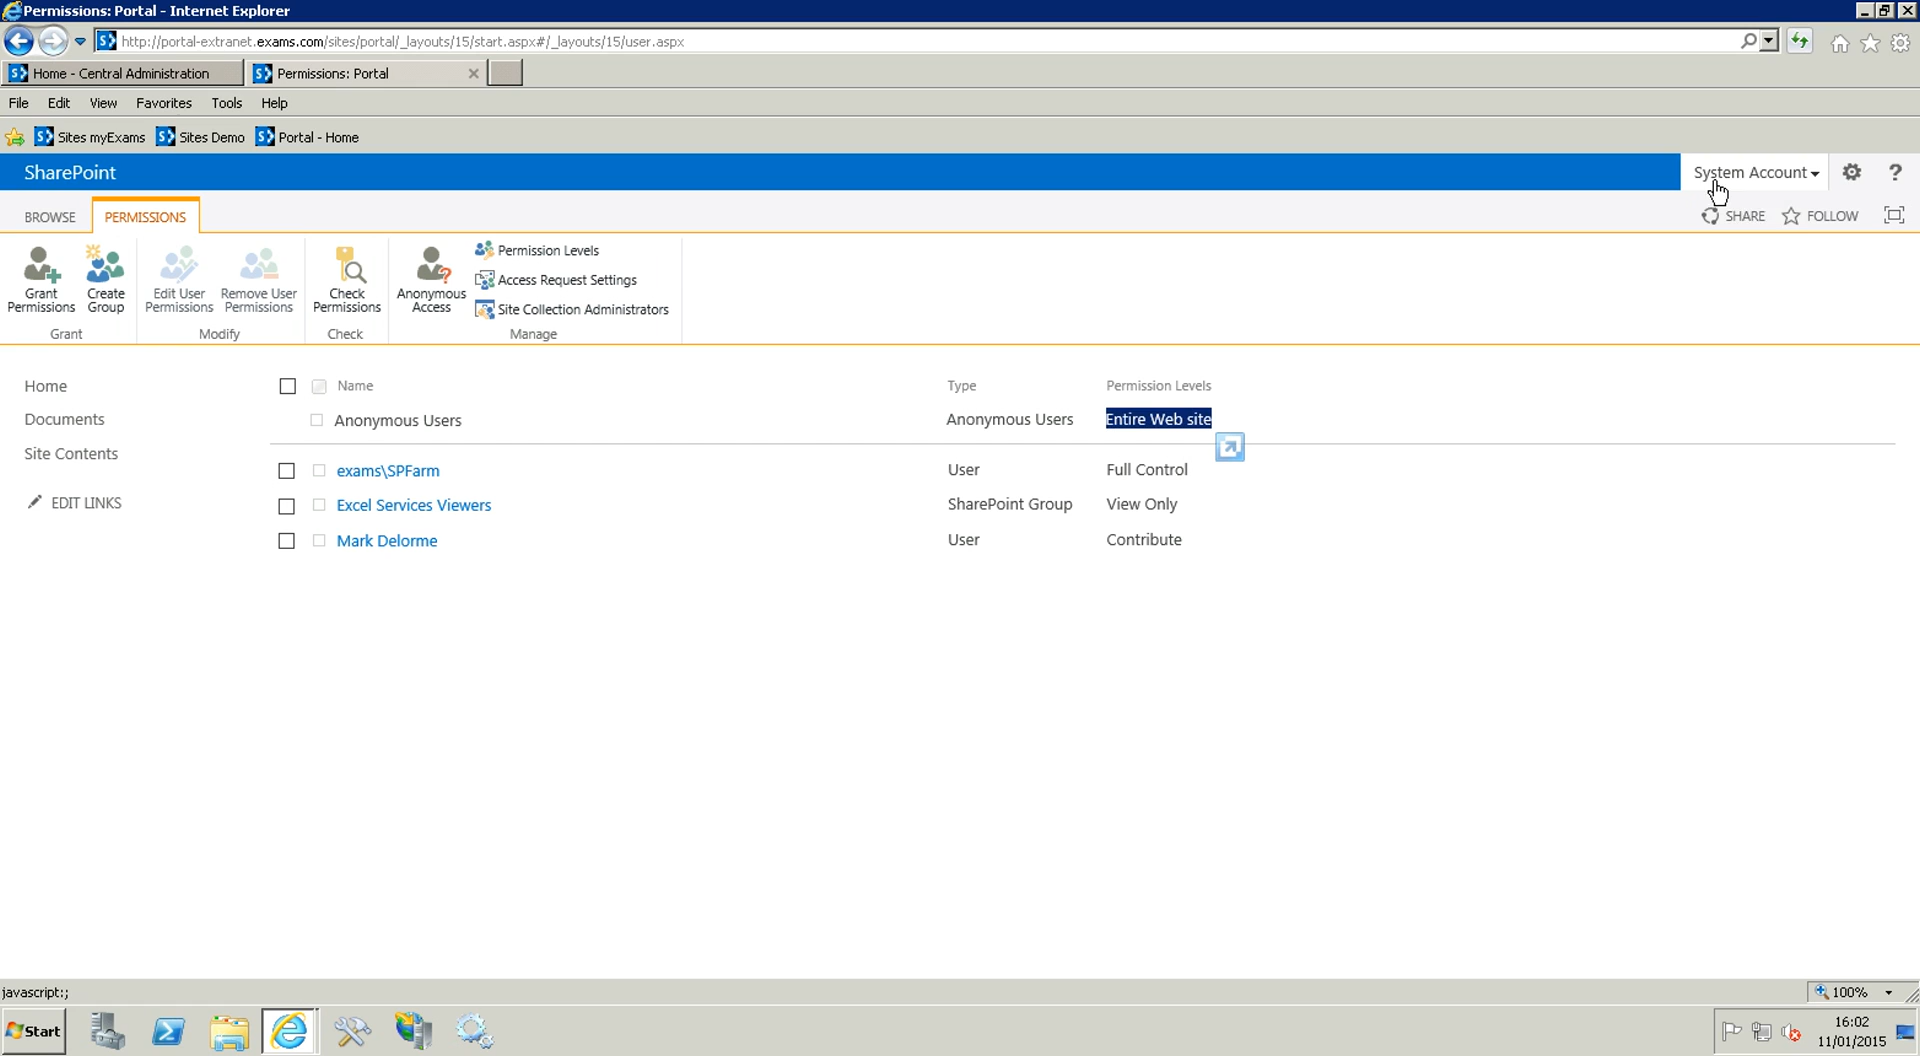 Permissions: Portal - Internet Explorer
http://portal-extranet.exams.com/sites/portal/_layouts/15/start.aspx#/_layouts/15/user.aspx
Home - Central Administration Permissions: Portal
File Edit View Favorites Tools Help
Sites myExams Sites Demo Portal - Home
SharePoint System Account ?
BROWSE PERMISSIONS SHARE FOLLOW
Grant Permissions
Create Group
Edit User Permissions
Remove User Permissions
Check Permissions
Anonymous Access
Permission Levels
Access Request Settings
Site Collection Administrators
Grant Modify Check Manage
Home
Documents
Site Contents
EDIT LINKS
Name Type Permission Levels
Anonymous Users Anonymous Users Entire Web site
exams\SPFarm User Full Control
Excel Services Viewers SharePoint Group View Only
Mark Delorme User Contribute
javascript:; 100%
Start 16:02
11/01/2015